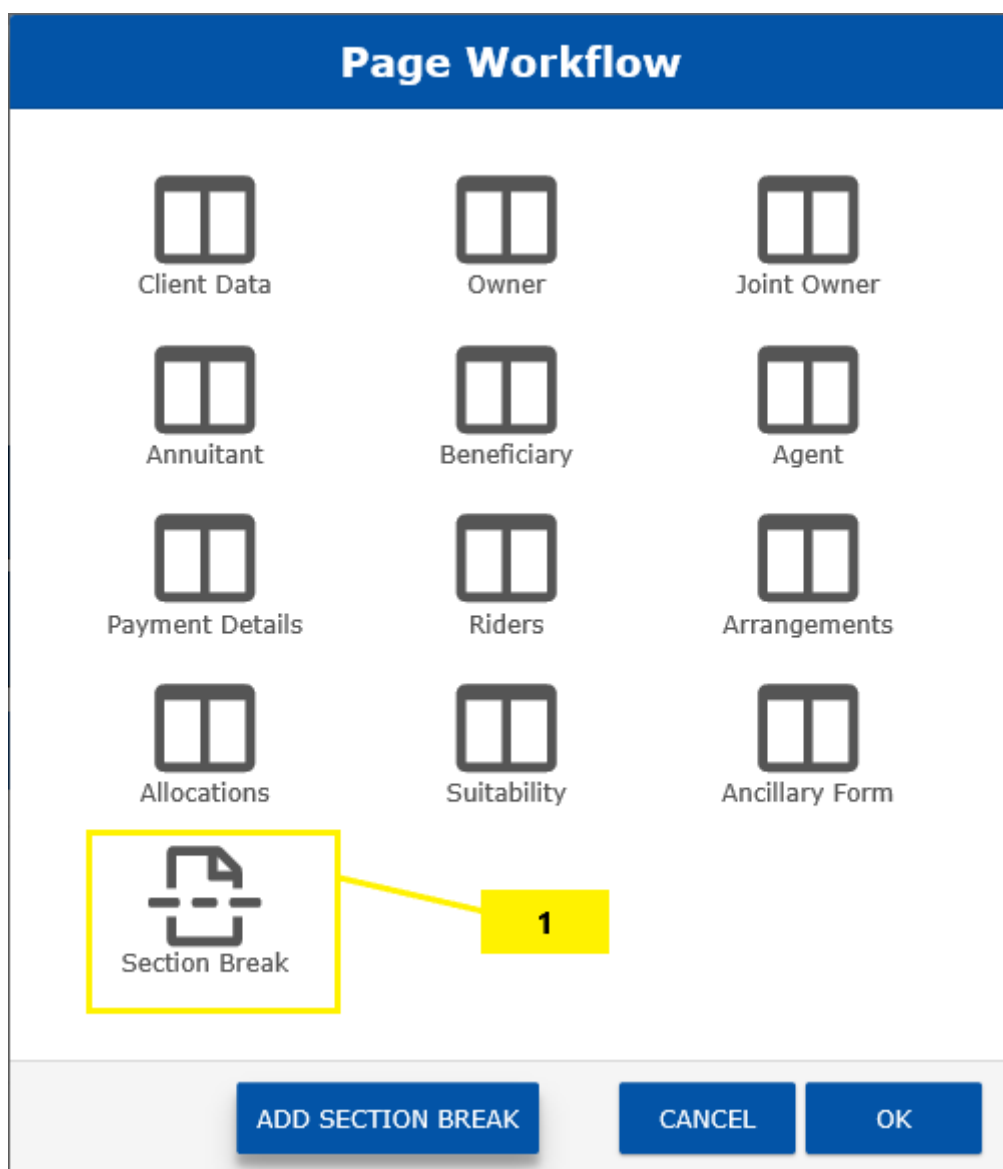 Page Workflow
Client Data
Owner
Joint Owner
Annuitant
Beneficiary
Agent
Payment Details
Riders
Arrangements
Allocations
Suitability
Ancillary Form
Section Break
1
ADD SECTION BREAK
CANCEL
OK